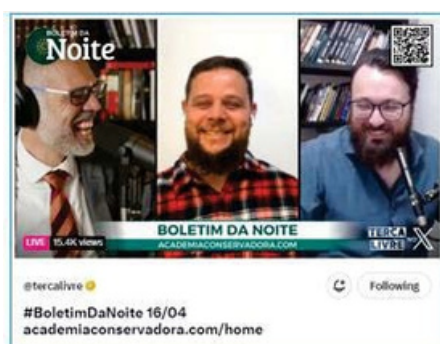 BOLETIM DA
Noite
BOLETIM DA NOITE
ACADEMIACONSERVADORA.COM
LIVE 15.4K views
TERÇA
LIVRE
@tercalivre
Following
#BoletimDaNoite 16/04
academiaconservadora.com/home